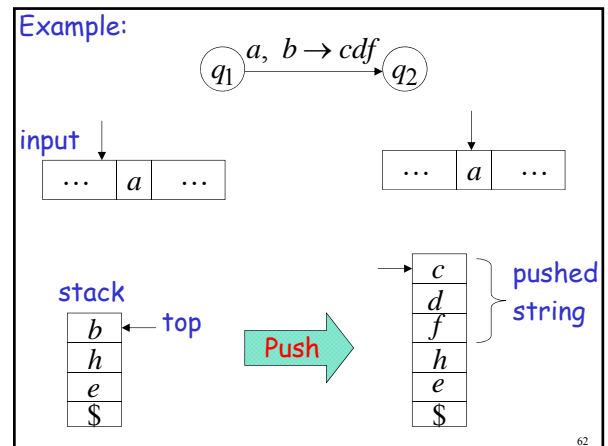 Example:
q1 a, b → cdf q2
input
⋯ a ⋯
⋯ a ⋯
stack
top
b
h
e
$
Push
c
d
f
h
e
$
pushed
string
62